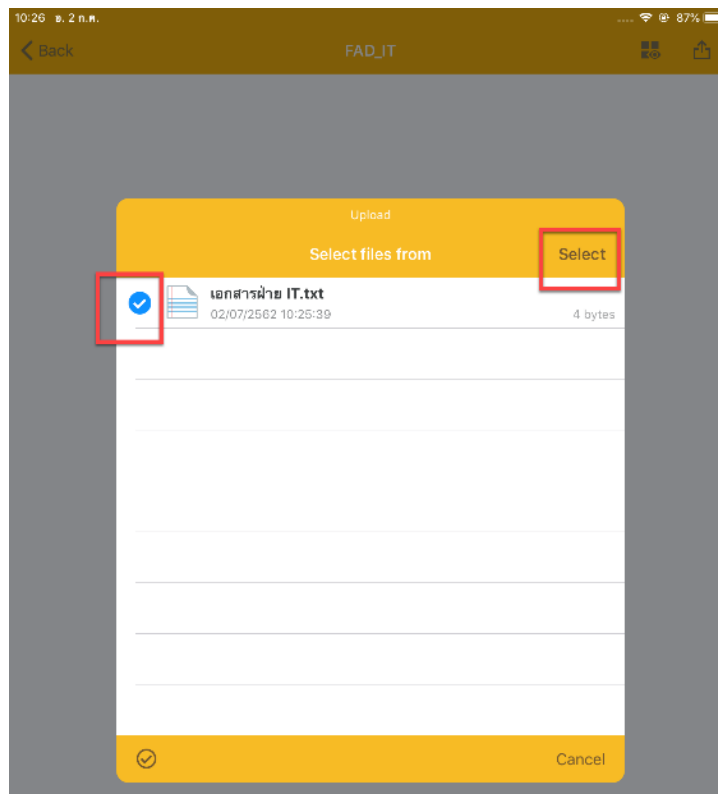 10:26 อ. 2 ก.ค. 87%
Back FAD_IT
Upload
Select files from Select
เอกสารฝ่าย IT.txt
02/07/2562 10:25:39 4 bytes
Cancel